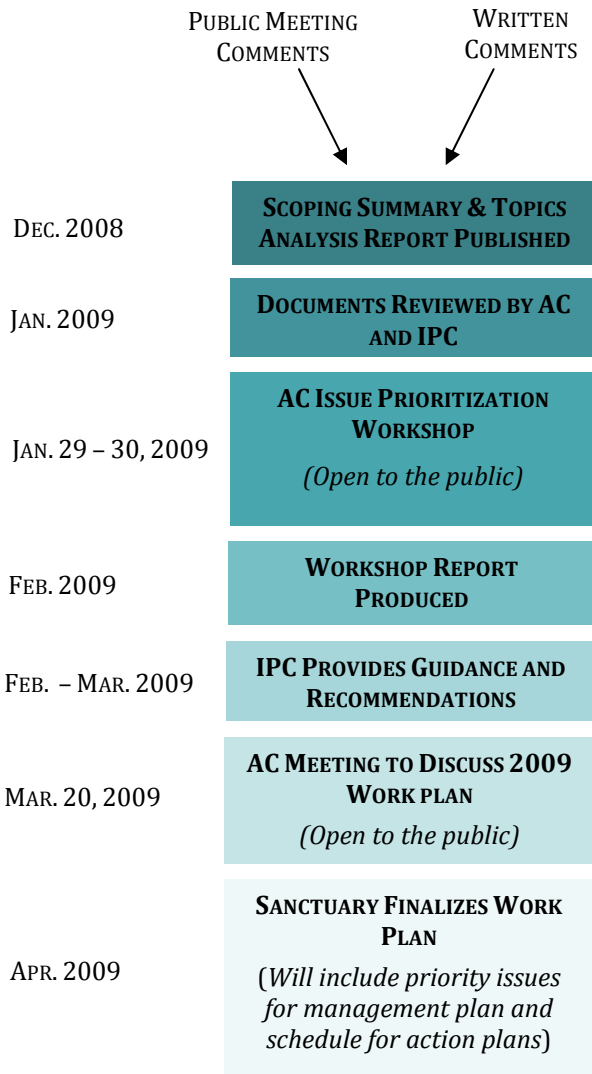 PUBLIC MEETING
COMMENTS
WRITTEN
COMMENTS
DEC. 2008
SCOPING SUMMARY & TOPICS
ANALYSIS REPORT PUBLISHED
JAN. 2009
DOCUMENTS REVIEWED BY AC
AND IPC
JAN. 29 – 30, 2009
AC ISSUE PRIORITIZATION
WORKSHOP
(Open to the public)
FEB. 2009
WORKSHOP REPORT
PRODUCED
FEB. – MAR. 2009
IPC PROVIDES GUIDANCE AND
RECOMMENDATIONS
MAR. 20, 2009
AC MEETING TO DISCUSS 2009
WORK PLAN
(Open to the public)
APR. 2009
SANCTUARY FINALIZES WORK
PLAN
(Will include priority issues
for management plan and
schedule for action plans)